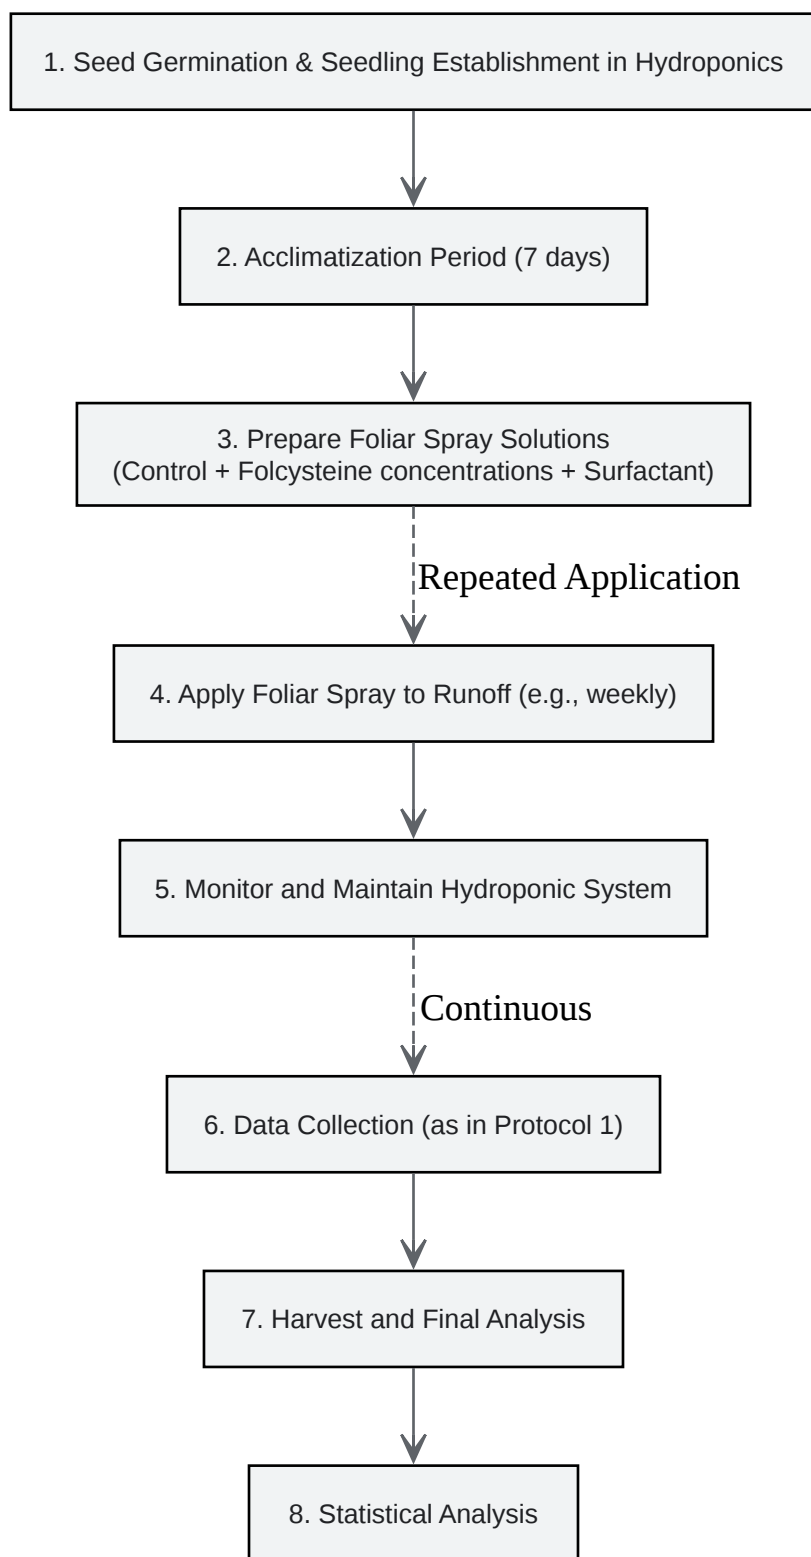 1. Seed Germination & Seedling Establishment in Hydroponics
2. Acclimatization Period (7 days)
3. Prepare Foliar Spray Solutions
(Control + Folcysteine concentrations + Surfactant)
Repeated Application
4. Apply Foliar Spray to Runoff (e.g., weekly)
5. Monitor and Maintain Hydroponic System
Continuous
6. Data Collection (as in Protocol 1)
7. Harvest and Final Analysis
8. Statistical Analysis